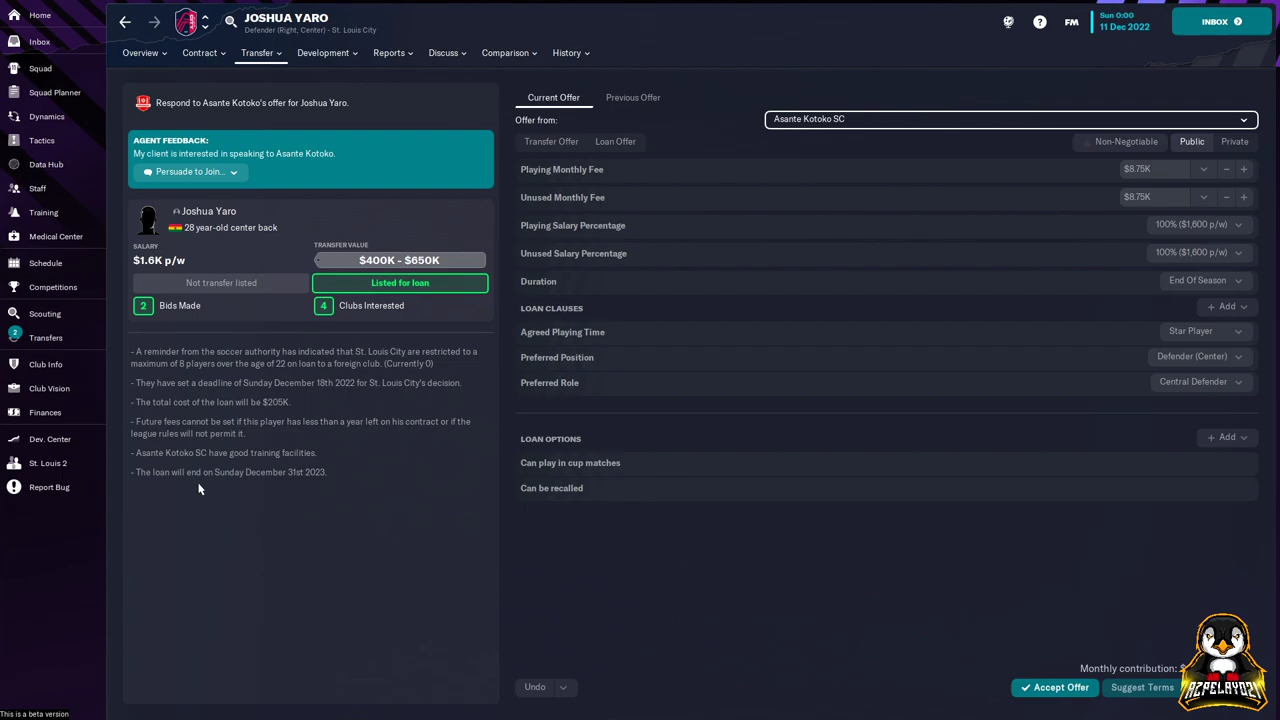 Home
Inbox
Squad
Squad Planner
Dynamics
Tactics
Data Hub
Staff
Training
Medical Center
Schedule
Competitions
Scouting
2
Transfers
Club Info
Club Vision
Finances
Dev. Center
St. Louis 2
Report Bug
This is a beta version
JOSHUA YARO
Defender (Right, Center) - St. Louis City
FM
Sun 0:00
11 Dec 2022
INBOX
Overview
Contract
Transfer
Development
Reports
Discuss
Comparison
History
Respond to Asante Kotoko's offer for Joshua Yaro.
AGENT FEEDBACK:
My client is interested in speaking to Asante Kotoko.
Persuade to Join...
Joshua Yaro
28 year-old center back
SALARY
$1.6K p/w
TRANSFER VALUE
$400K - $650K
Not transfer listed
Listed for loan
2 Bids Made
4 Clubs Interested
- A reminder from the soccer authority has indicated that St. Louis City are restricted to a
maximum of 8 players over the age of 22 on loan to a foreign club. (Currently 0)
- They have set a deadline of Sunday December 18th 2022 for St. Louis City's decision.
- The total cost of the loan will be $205K.
- Future fees cannot be set if this player has less than a year left on his contract or if the
league rules will not permit it.
- Asante Kotoko SC have good training facilities.
- The loan will end on Sunday December 31st 2023.
Current Offer
Previous Offer
Offer from:
Asante Kotoko SC
Transfer Offer
Loan Offer
Non-Negotiable
Public
Private
Playing Monthly Fee
$8.75K
Unused Monthly Fee
$8.75K
Playing Salary Percentage
100% ($1,600 p/w)
Unused Salary Percentage
100% ($1,600 p/w)
Duration
End Of Season
LOAN CLAUSES
+ Add
Agreed Playing Time
Star Player
Preferred Position
Defender (Center)
Preferred Role
Central Defender
LOAN OPTIONS
+ Add
Can play in cup matches
Can be recalled
Monthly contribution: $
Undo
Accept Offer
Suggest Terms
AZPELAYO21